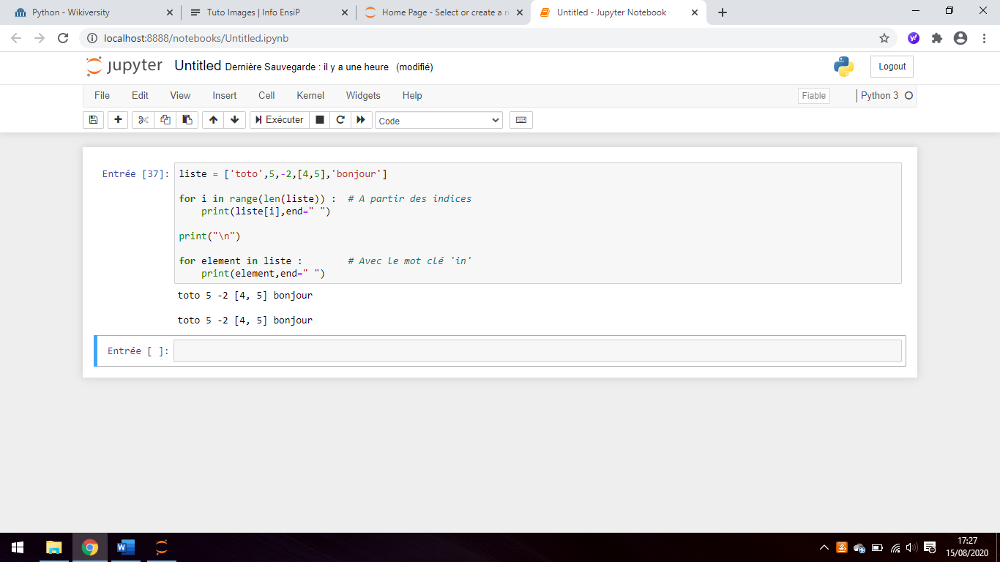 Python - Wikiversity
Tuto Images | Info EnsiP
Home Page - Select or create a n
Untitled - Jupyter Notebook
localhost:8888/notebooks/Untitled.ipynb
jupyter Untitled Dernière Sauvegarde : il y a une heure (modifié)
Logout
File Edit View Insert Cell Kernel Widgets Help
Fiable
Python 3
Exécuter
Code
Entrée [37]: liste = ['toto',5,-2,[4,5],'bonjour']
for i in range(len(liste)) :  # A partir des indices
    print(liste[i],end=" ")
print("\n")
for element in liste :        # Avec le mot clé 'in'
    print(element,end=" ")
toto 5 -2 [4, 5] bonjour
toto 5 -2 [4, 5] bonjour
Entrée [ ]:
17:27
15/08/2020